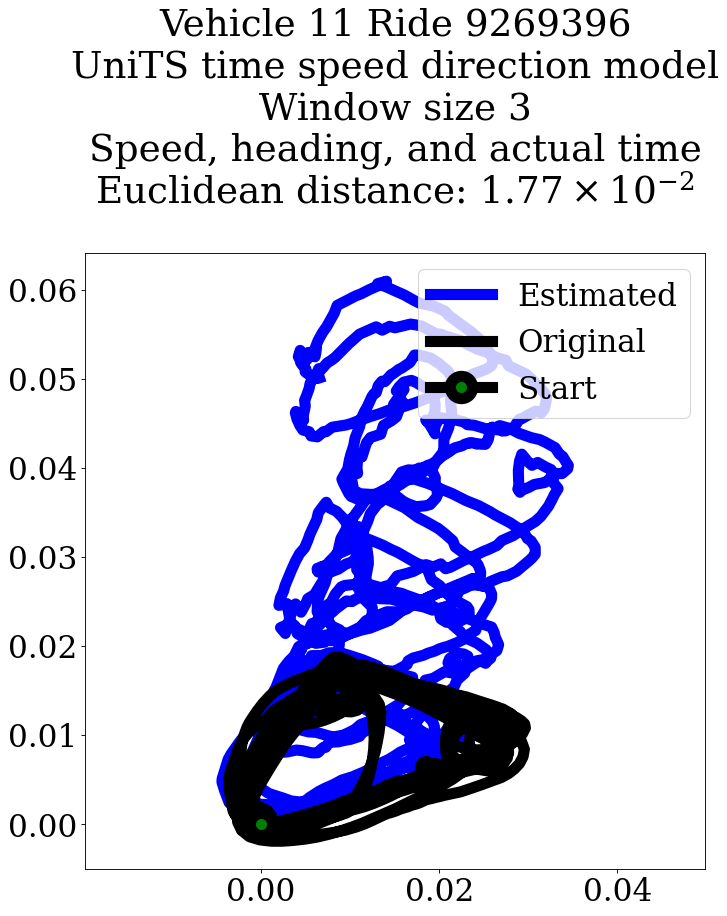 Vehicle 11 Ride 9269396
UniTS time speed direction model
Window size 3
Speed, heading, and actual time
Euclidean distance: 1.77 × 10⁻²
Estimated
Original
Start
0.06
0.05
0.04
0.03
0.02
0.01
0.00
0.00 0.02 0.04